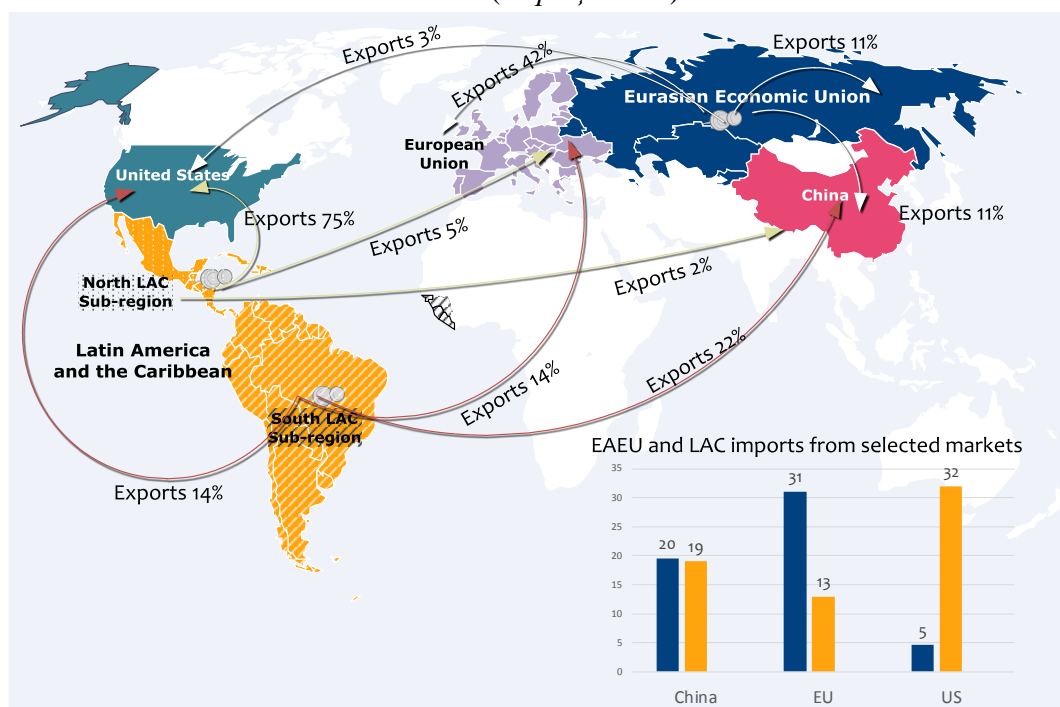 Exports 3%
Exports 42%
Exports 11%
Eurasian Economic Union
European
Union
United States
China
Exports 75%
Exports 11%
Exports 5%
Exports 2%
North LAC
Sub-region
Latin America
and the Caribbean
Exports 22%
Exports 14%
South LAC
Sub-region
Exports 14%
EAEU and LAC imports from selected markets
35
30
25
20
15
10
5
0
20
19
31
13
5
32
China
EU
US